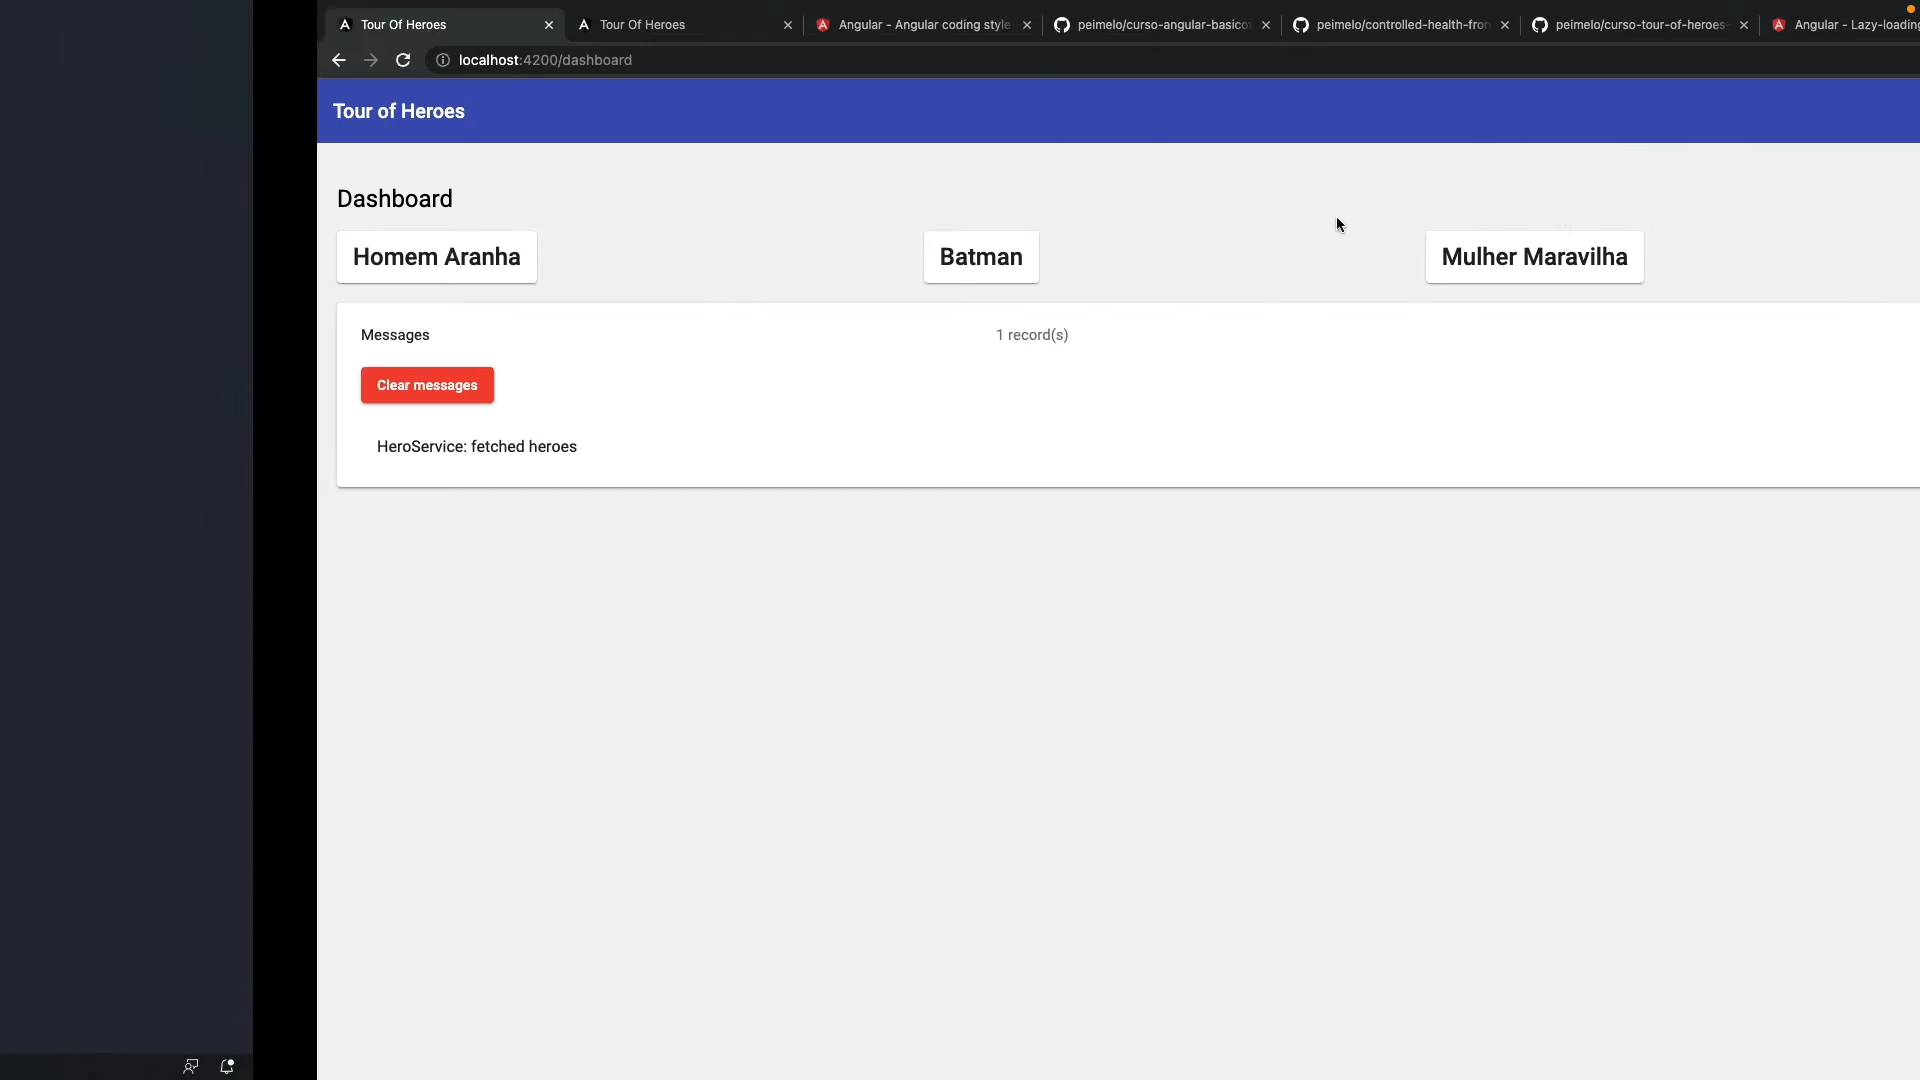 Tour Of Heroes
Tour Of Heroes
Angular - Angular coding style
peimelo/curso-angular-basico
peimelo/controlled-health-fron
peimelo/curso-tour-of-heroes-
Angular - Lazy-loading
localhost:4200/dashboard
Tour of Heroes
Dashboard
Homem Aranha
Batman
Mulher Maravilha
Messages
1 record(s)
Clear messages
HeroService: fetched heroes